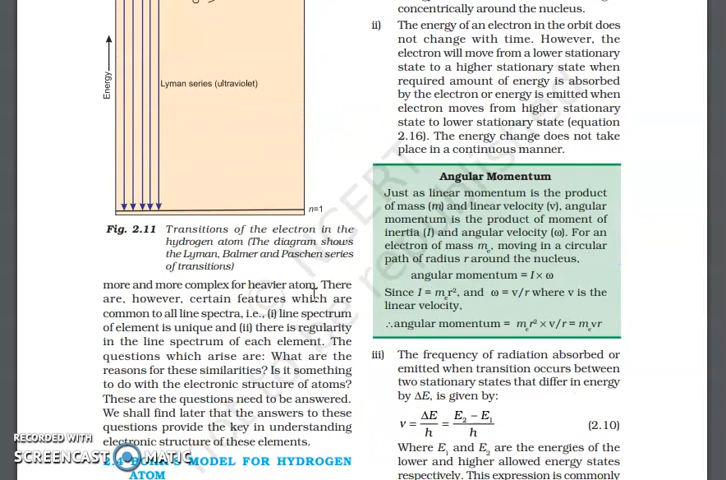 Energy
Lyman series (ultraviolet)
n=1
Fig. 2.11 Transitions of the electron in the
hydrogen atom (The diagram shows
the Lyman, Balmer and Paschen series
of transitions)
more and more complex for heavier atom. There
are, however, certain features which are
common to all line spectra, i.e., (i) line spectrum
of element is unique and (ii) there is regularity
in the line spectrum of each element. The
questions which arise are: What are the
reasons for these similarities? Is it something
to do with the electronic structure of atoms?
These are the questions need to be answered.
We shall find later that the answers to these
questions provide the key in understanding
electronic structure of these elements.
2.4 BOHR'S MODEL FOR HYDROGEN
ATOM
concentrically around the nucleus.
ii) The energy of an electron in the orbit does
not change with time. However, the
electron will move from a lower stationary
state to a higher stationary state when
required amount of energy is absorbed
by the electron or energy is emitted when
electron moves from higher stationary
state to lower stationary state (equation
2.16). The energy change does not take
place in a continuous manner.
Angular Momentum
Just as linear momentum is the product
of mass (m) and linear velocity (v), angular
momentum is the product of moment of
inertia (I) and angular velocity (ω). For an
electron of mass mₑ, moving in a circular
path of radius r around the nucleus.
angular momentum = I × ω
Since I = mₑr², and ω = v/r where v is the
linear velocity,
∴angular momentum = mₑr² × v/r = mₑvr
iii) The frequency of radiation absorbed or
emitted when transition occurs between
two stationary states that differ in energy
by ΔE, is given by:
ν = ΔE/h = (E₂ − E₁)/h (2.10)
Where E₁ and E₂ are the energies of the
lower and higher allowed energy states
respectively. This expression is commonly
RECORDED WITH
SCREENCAST MATIC